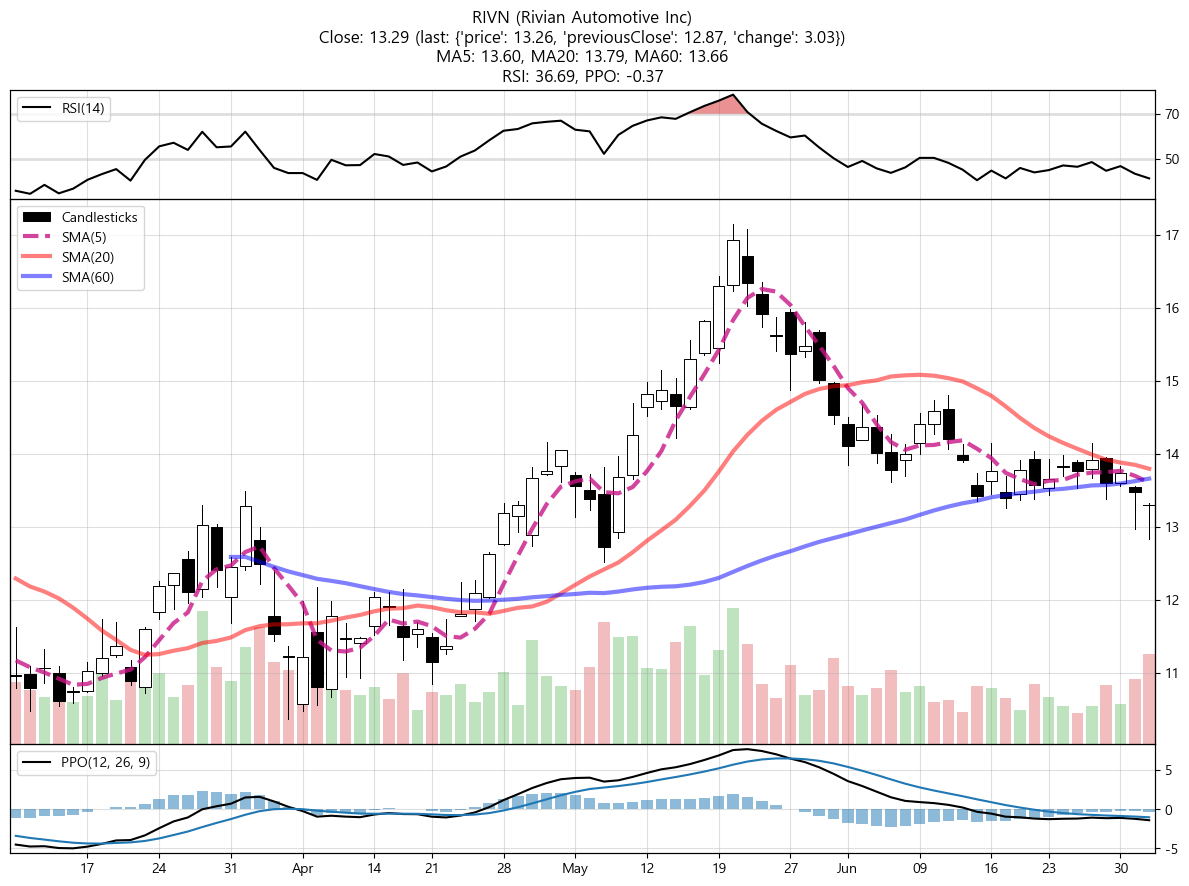 RIVN (Rivian Automotive Inc)
Close: 13.29 (last: {'price': 13.26, 'previousClose': 12.87, 'change': 3.03})
MA5: 13.60, MA20: 13.79, MA60: 13.66
RSI: 36.69, PPO: -0.37
RSI(14)
70
50
Candlesticks
SMA(5)
SMA(20)
SMA(60)
17
16
15
14
13
12
11
PPO(12, 26, 9)
5
0
-5
17 24 31 Apr 14 21 28 May 12 19 27 Jun 09 16 23 30